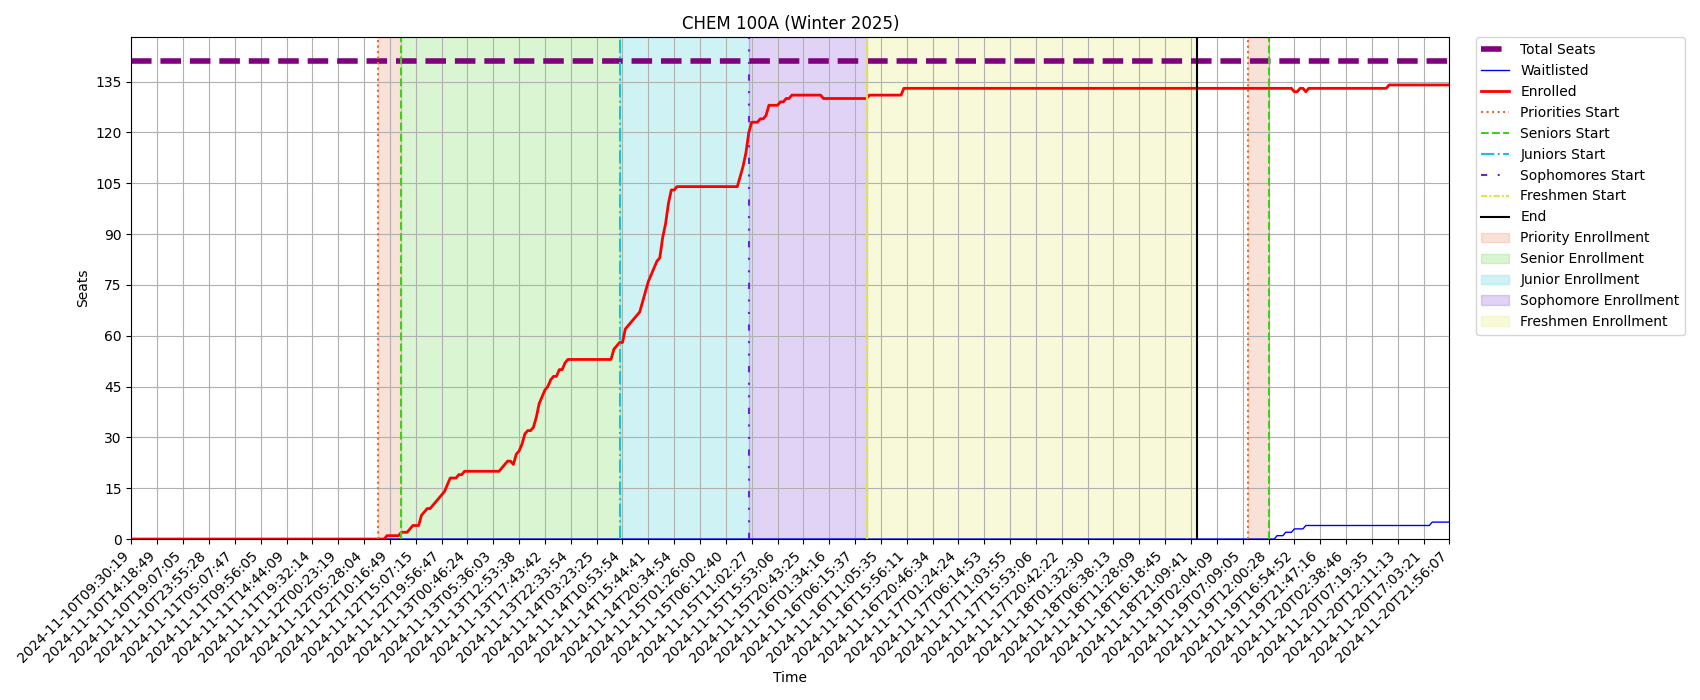 CHEM 100A (Winter 2025)
Total Seats
Waitlisted
Enrolled
Priorities Start
Seniors Start
Juniors Start
Sophomores Start
Freshmen Start
End
Priority Enrollment
Senior Enrollment
Junior Enrollment
Sophomore Enrollment
Freshmen Enrollment
Seats
135
120
105
90
75
60
45
30
15
0
2024-11-10T09:30:19
2024-11-10T14:18:49
2024-11-10T19:07:05
2024-11-10T23:55:28
2024-11-11T05:07:47
2024-11-11T09:56:05
2024-11-11T14:44:09
2024-11-11T19:32:14
2024-11-12T00:23:19
2024-11-12T05:28:04
2024-11-12T10:16:49
2024-11-12T15:07:15
2024-11-12T19:56:47
2024-11-13T00:46:24
2024-11-13T05:36:03
2024-11-13T12:53:38
2024-11-13T17:43:42
2024-11-13T22:33:54
2024-11-14T03:23:25
2024-11-14T10:53:54
2024-11-14T15:44:41
2024-11-14T20:34:54
2024-11-15T01:26:00
2024-11-15T06:12:40
2024-11-15T11:02:27
2024-11-15T15:53:06
2024-11-15T20:43:25
2024-11-16T01:34:16
2024-11-16T06:15:37
2024-11-16T11:05:35
2024-11-16T15:56:11
2024-11-16T20:46:34
2024-11-17T01:24:24
2024-11-17T06:14:53
2024-11-17T11:03:55
2024-11-17T15:53:06
2024-11-17T20:42:22
2024-11-18T01:32:30
2024-11-18T06:38:13
2024-11-18T11:28:09
2024-11-18T16:18:45
2024-11-18T21:09:41
2024-11-19T02:04:09
2024-11-19T07:09:05
2024-11-19T12:00:28
2024-11-19T16:54:52
2024-11-19T21:47:16
2024-11-20T02:38:46
2024-11-20T07:19:35
2024-11-20T12:11:13
2024-11-20T17:03:21
2024-11-20T21:56:07
Time